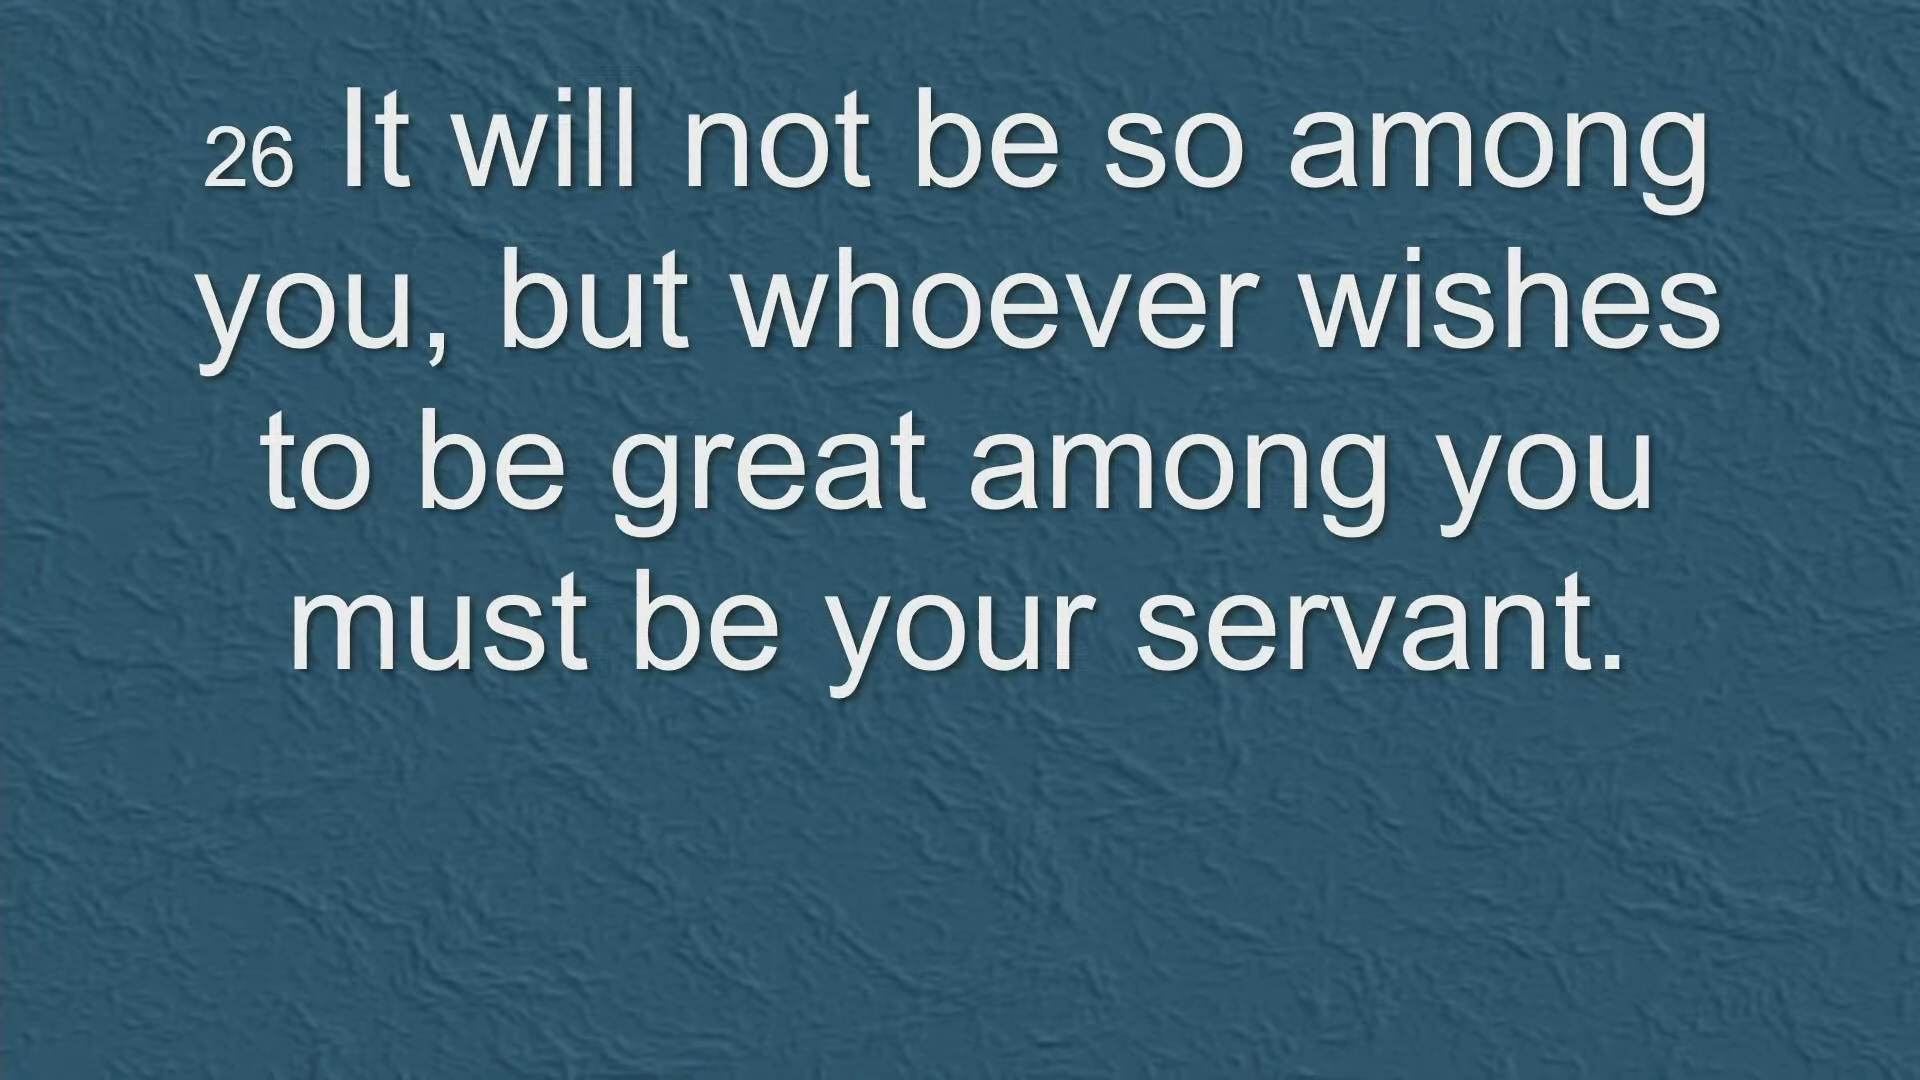 26 It will not be so among
you, but whoever wishes
to be great among you
must be your servant.